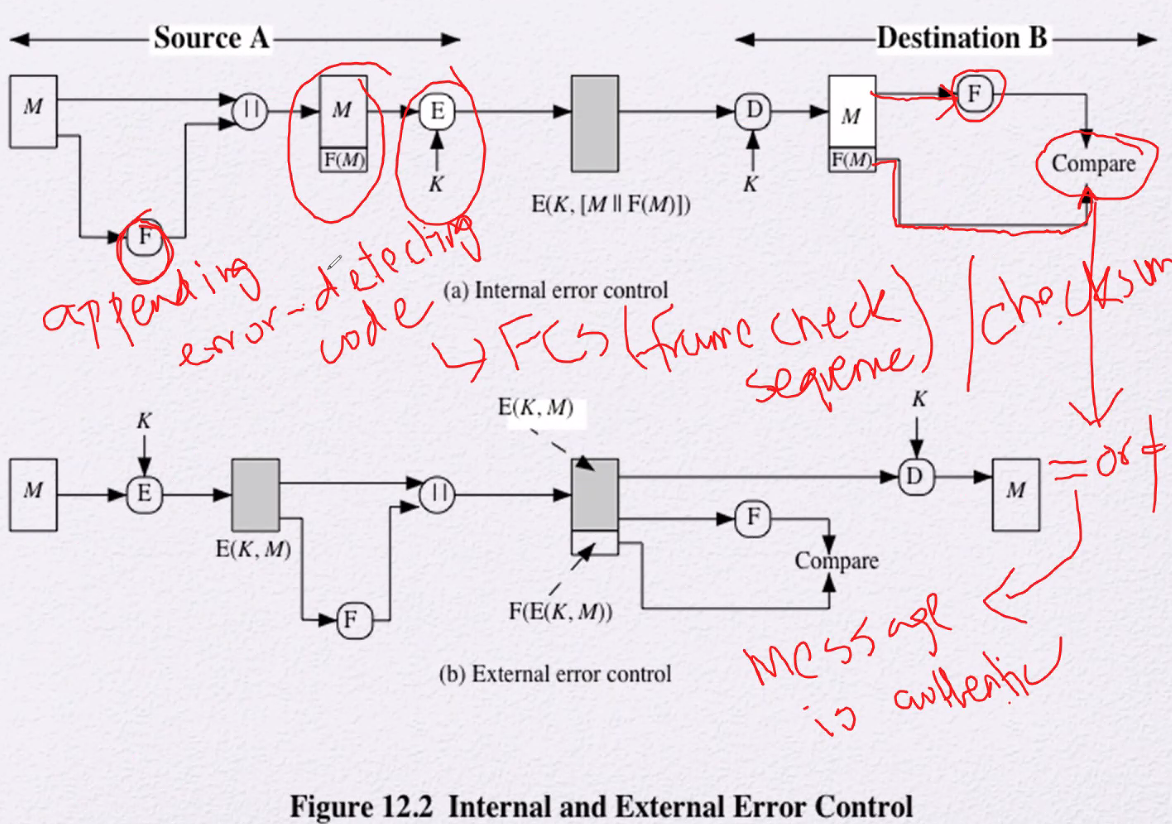 Source A
Destination B
M
||
M
F(M)
E
K
F
E(K, [M || F(M)])
D
K
M
F(M)
F
Compare
(a) Internal error control
appending
error-detecting
code
↳ FCS (frame check
sequence)
/ checksum
= or ≠
Message
is authentic
M
K
E
E(K, M)
F
||
E(K, M)
F(E(K, M))
F
Compare
K
D
M
(b) External error control
Figure 12.2 Internal and External Error Control